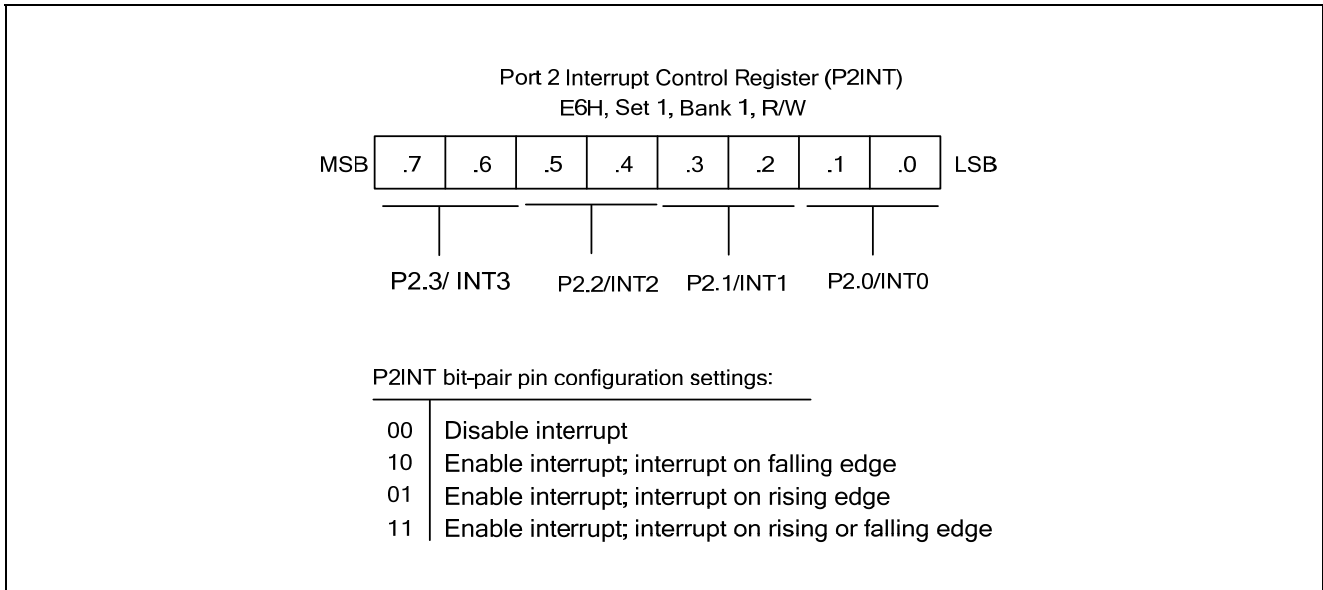 Port 2 Interrupt Control Register (P2INT)
E6H, Set 1, Bank 1, R/W
MSB .7 .6 .5 .4 .3 .2 .1 .0 LSB
P2.3/ INT3 P2.2/INT2 P2.1/INT1 P2.0/INT0
P2INT bit-pair pin configuration settings:
00 Disable interrupt
10 Enable interrupt; interrupt on falling edge
01 Enable interrupt; interrupt on rising edge
11 Enable interrupt; interrupt on rising or falling edge